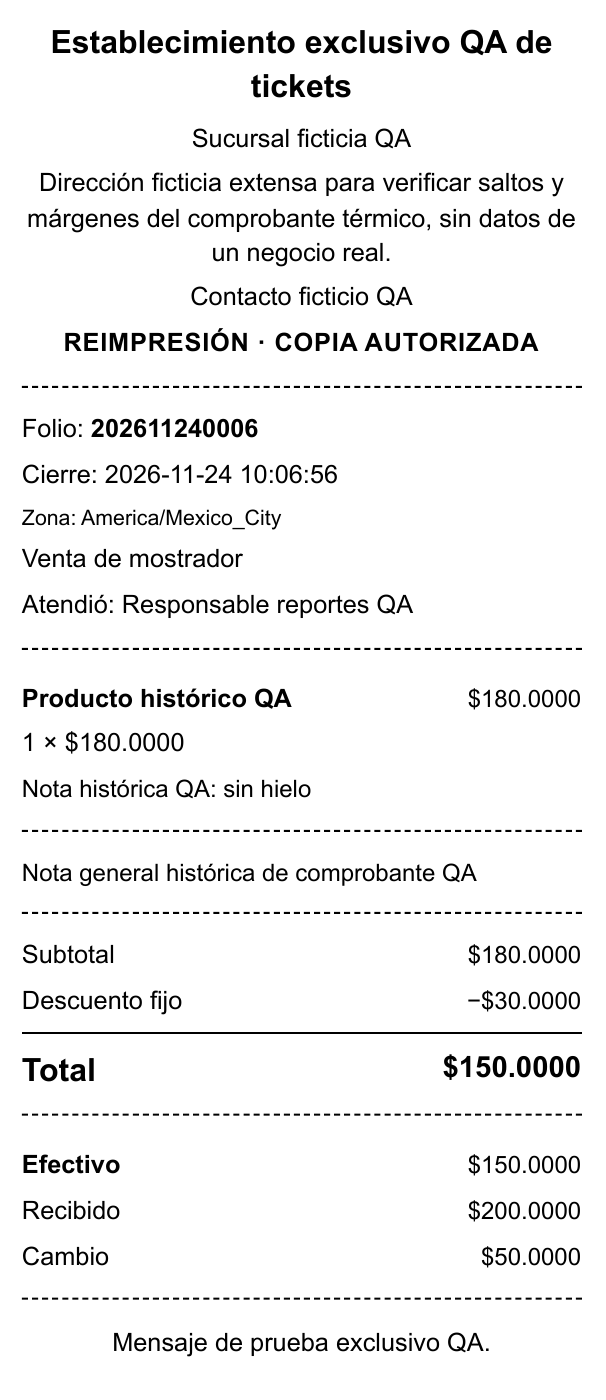 Establecimiento exclusivo QA de
tickets
Sucursal ficticia QA
Dirección ficticia extensa para verificar saltos y
márgenes del comprobante térmico, sin datos de
un negocio real.
Contacto ficticio QA
REIMPRESIÓN · COPIA AUTORIZADA
Folio: 202611240006
Cierre: 2026-11-24 10:06:56
Zona: America/Mexico_City
Venta de mostrador
Atendió: Responsable reportes QA
Producto histórico QA $180.0000
1 × $180.0000
Nota histórica QA: sin hielo
Nota general histórica de comprobante QA
Subtotal $180.0000
Descuento fijo −$30.0000
Total $150.0000
Efectivo $150.0000
Recibido $200.0000
Cambio $50.0000
Mensaje de prueba exclusivo QA.